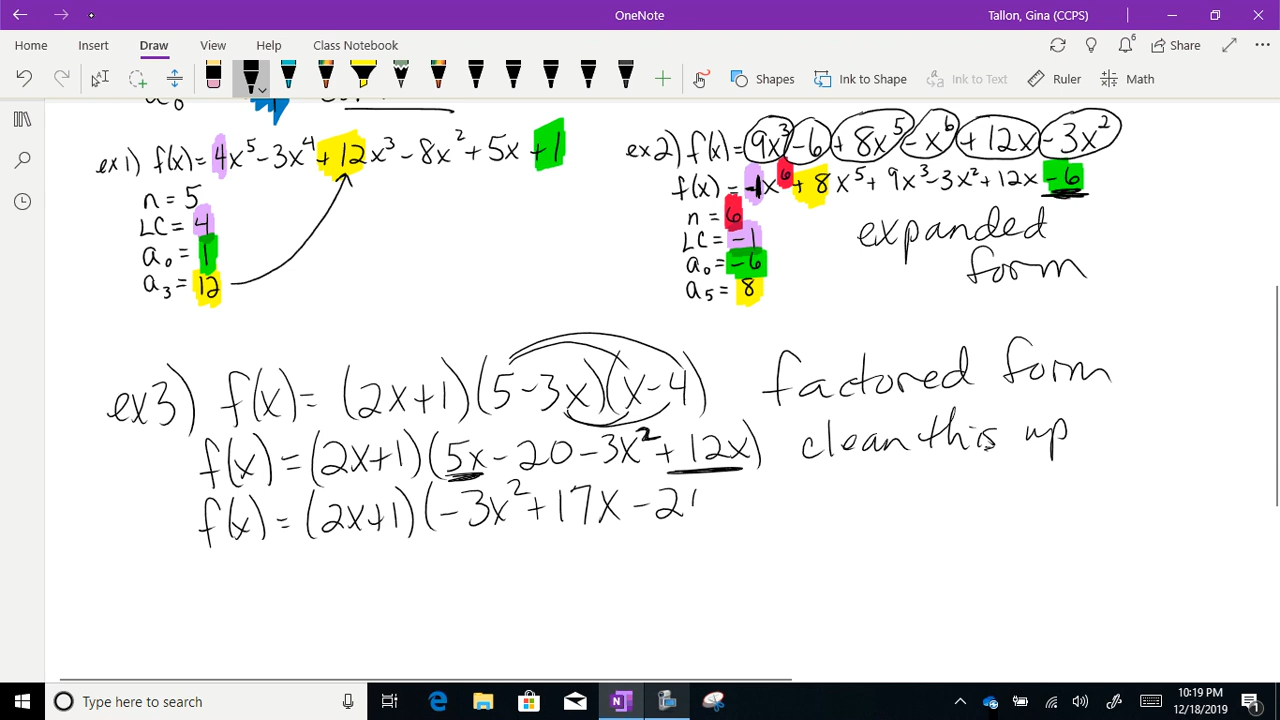 OneNote
Tallon, Gina (CCPS)
Home Insert Draw View Help Class Notebook
6 Share
Shapes Ink to Shape Ink to Text Ruler Math
a₀
ex1) f(x) = 4x⁵ - 3x⁴ + 12x³ - 8x² + 5x + 1
n = 5
LC = 4
a₀ = 1
a₃ = 12
ex2) f(x) = 9x³ - 6 + 8x⁵ - x⁶ + 12x - 3x²
f(x) = -1x⁶ + 8x⁵ + 9x³ - 3x² + 12x - 6
n = 6
LC = -1
a₀ = -6
a₅ = 8
expanded
form
ex3) f(x) = (2x+1)(5-3x)(x-4) factored form
f(x) = (2x+1)(5x - 20 - 3x² + 12x) clean this up
f(x) = (2x+1)(-3x² + 17x - 2
Type here to search
10:19 PM
12/18/2019
1